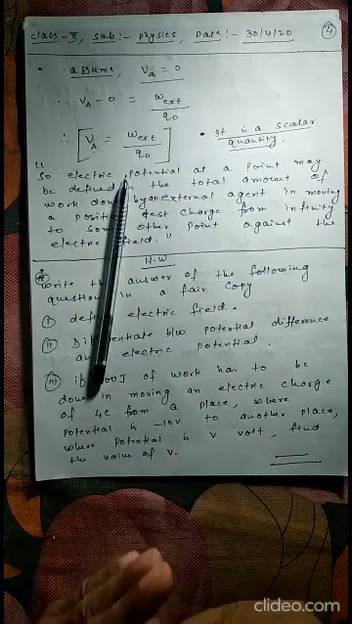 Class - X, Sub:- Physics, Date:- 30/4/20 4
• assume, Va = 0
∴ VA - 0 = Wext / q0
∴ [VA = Wext / q0] • It is a scalar quantity.
" So electric potential at a point may
be defined the total amount of
work done by an external agent in moving
a positive test charge from infinity
to some other point against the
electric field. "
H.W
Write the answer of the following
question in a fair copy
(i) define electric field.
(ii) Differentiate b/w potential difference
and electric potential.
(iii) if J of work has to be
done in moving an electric charge
of 4C from a place, where
potential is -10V to another place,
where potential is V volt, find
the value of V.
clideo.com